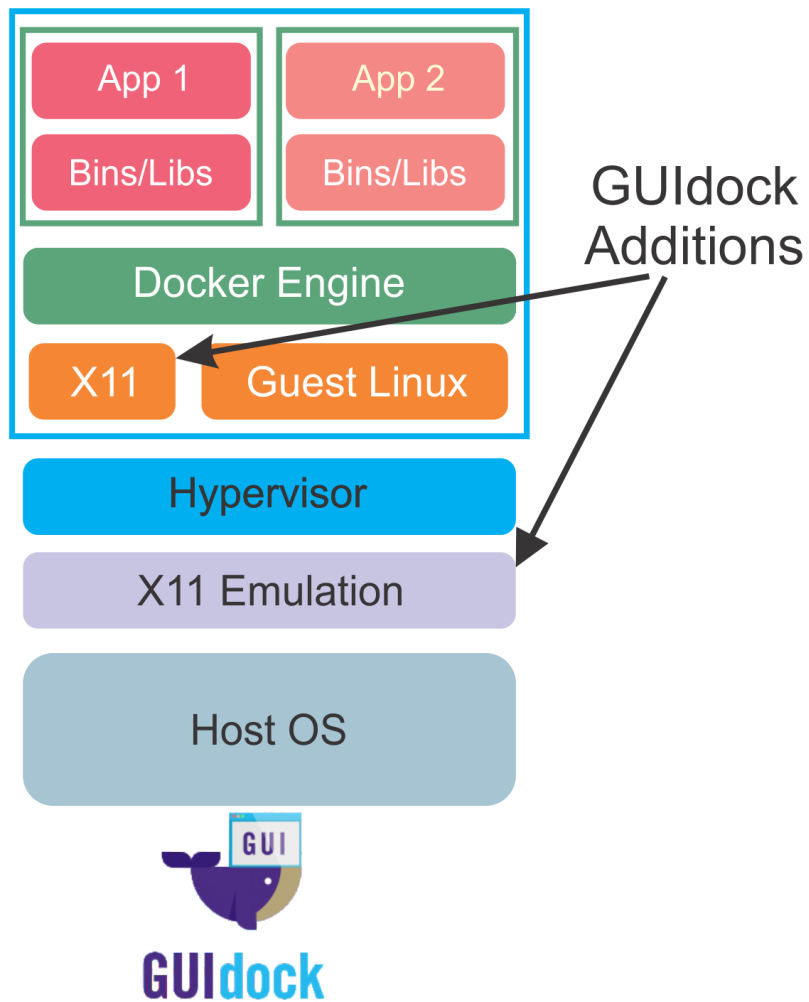 App 1
App 2
Bins/Libs
Bins/Libs
GUIdock
Additions
Docker Engine
X11
Guest Linux
Hypervisor
X11 Emulation
Host OS
GUI
GUIdock